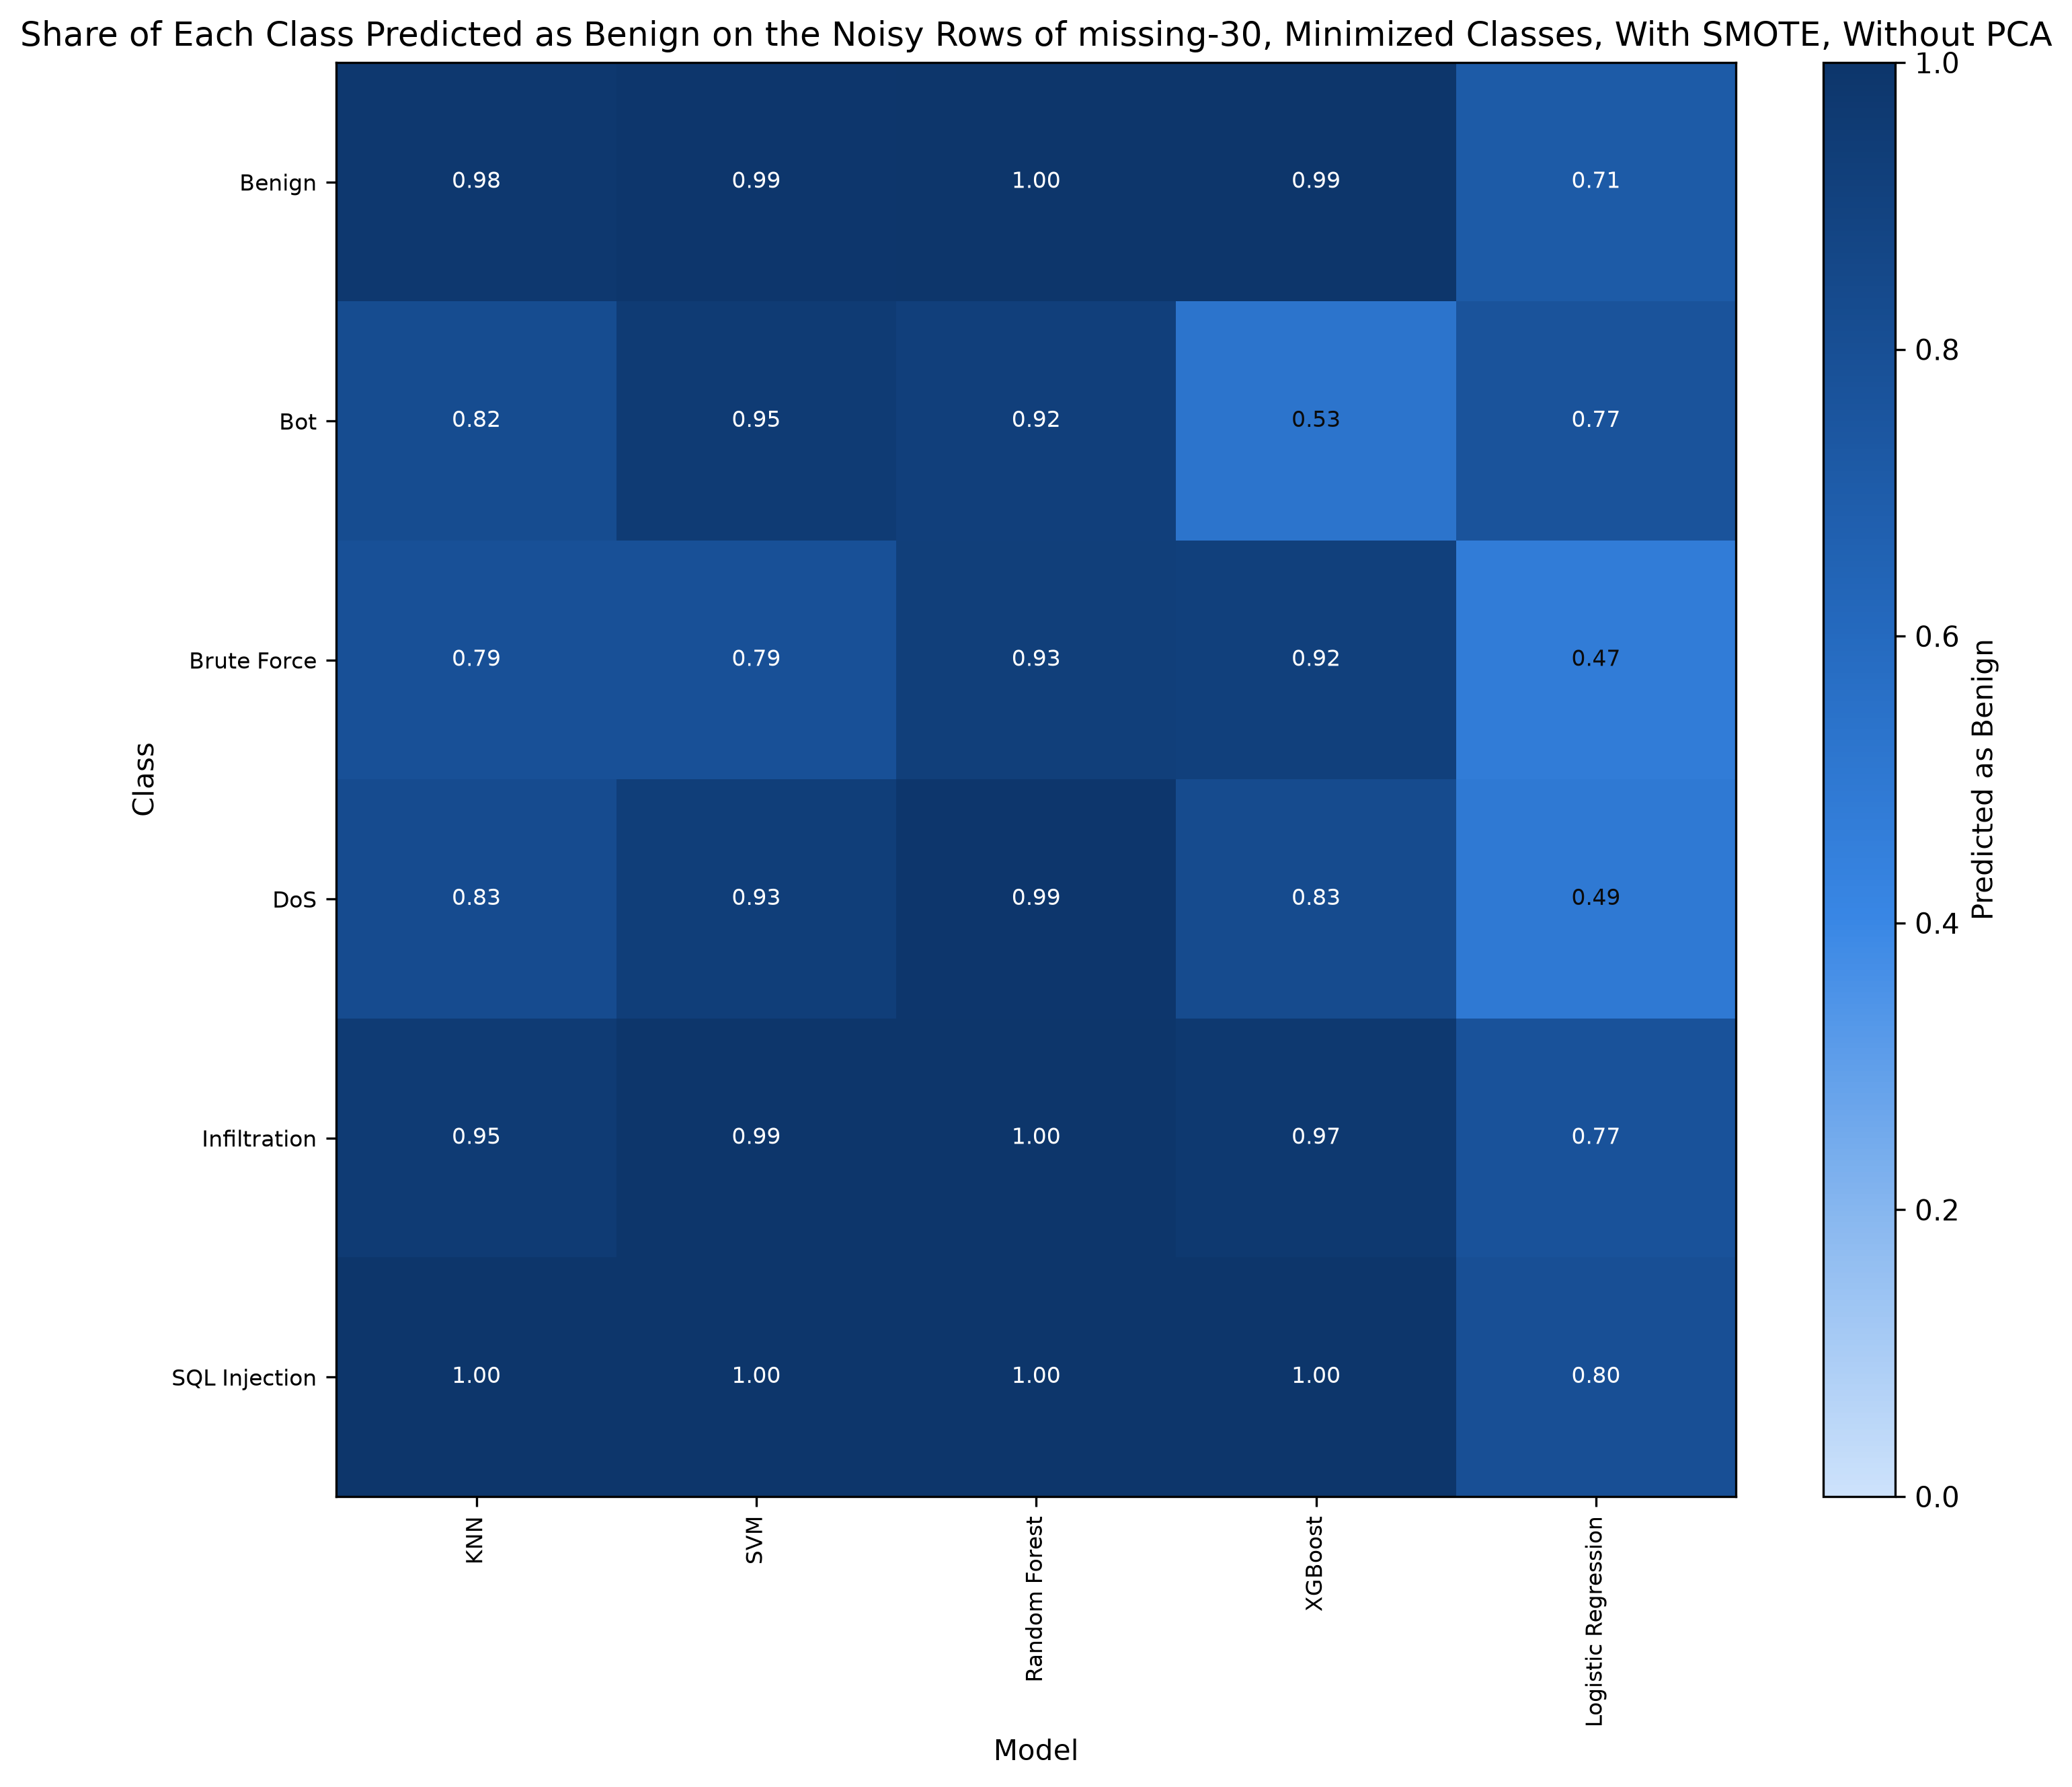 Share of Each Class Predicted as Benign on the Noisy Rows of missing-30, Minimized Classes, With SMOTE, Without PCA
Benign 0.98 0.99 1.00 0.99 0.71
Bot 0.82 0.95 0.92 0.53 0.77
Brute Force 0.79 0.79 0.93 0.92 0.47
DoS 0.83 0.93 0.99 0.83 0.49
Infiltration 0.95 0.99 1.00 0.97 0.77
SQL Injection 1.00 1.00 1.00 1.00 0.80
Class
KNN
SVM
Random Forest
XGBoost
Logistic Regression
Model
1.0
0.8
0.6
0.4
0.2
0.0
Predicted as Benign